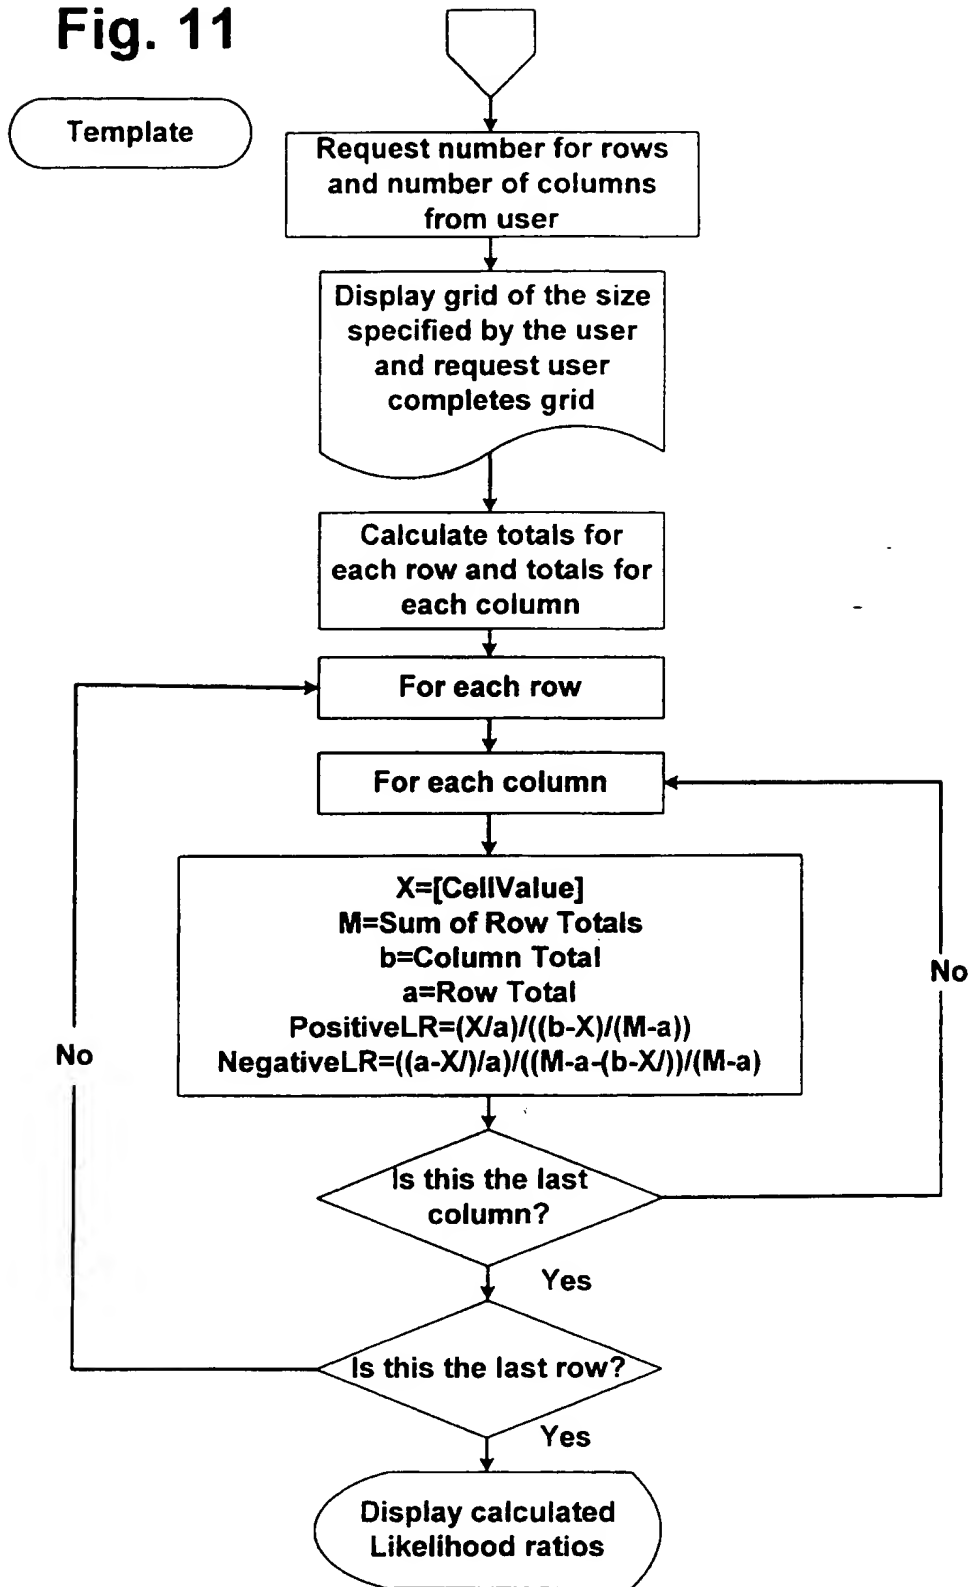 Fig. 11
Template
Request number for rows
and number of columns
from user
Display grid of the size
specified by the user
and request user
completes grid
Calculate totals for
each row and totals for
each column
For each row
For each column
X=[CellValue]
M=Sum of Row Totals
b=Column Total
a=Row Total
PositiveLR=(X/a)/((b-X)/(M-a))
NegativeLR=((a-X/)/a)/((M-a-(b-X/))/(M-a)
No
No
Is this the last
column?
Yes
Is this the last row?
Yes
Display calculated
Likelihood ratios